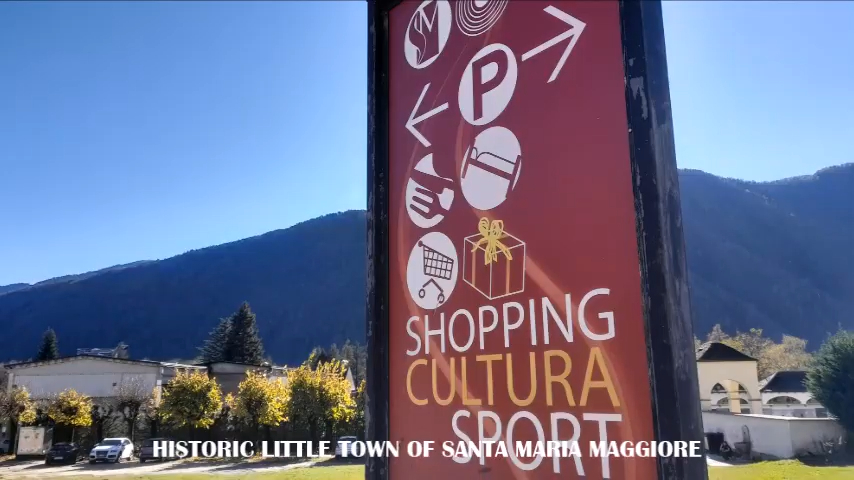 SM
P
SHOPPING
CULTURA
SPORT
HISTORIC LITTLE TOWN OF SANTA MARIA MAGGIORE